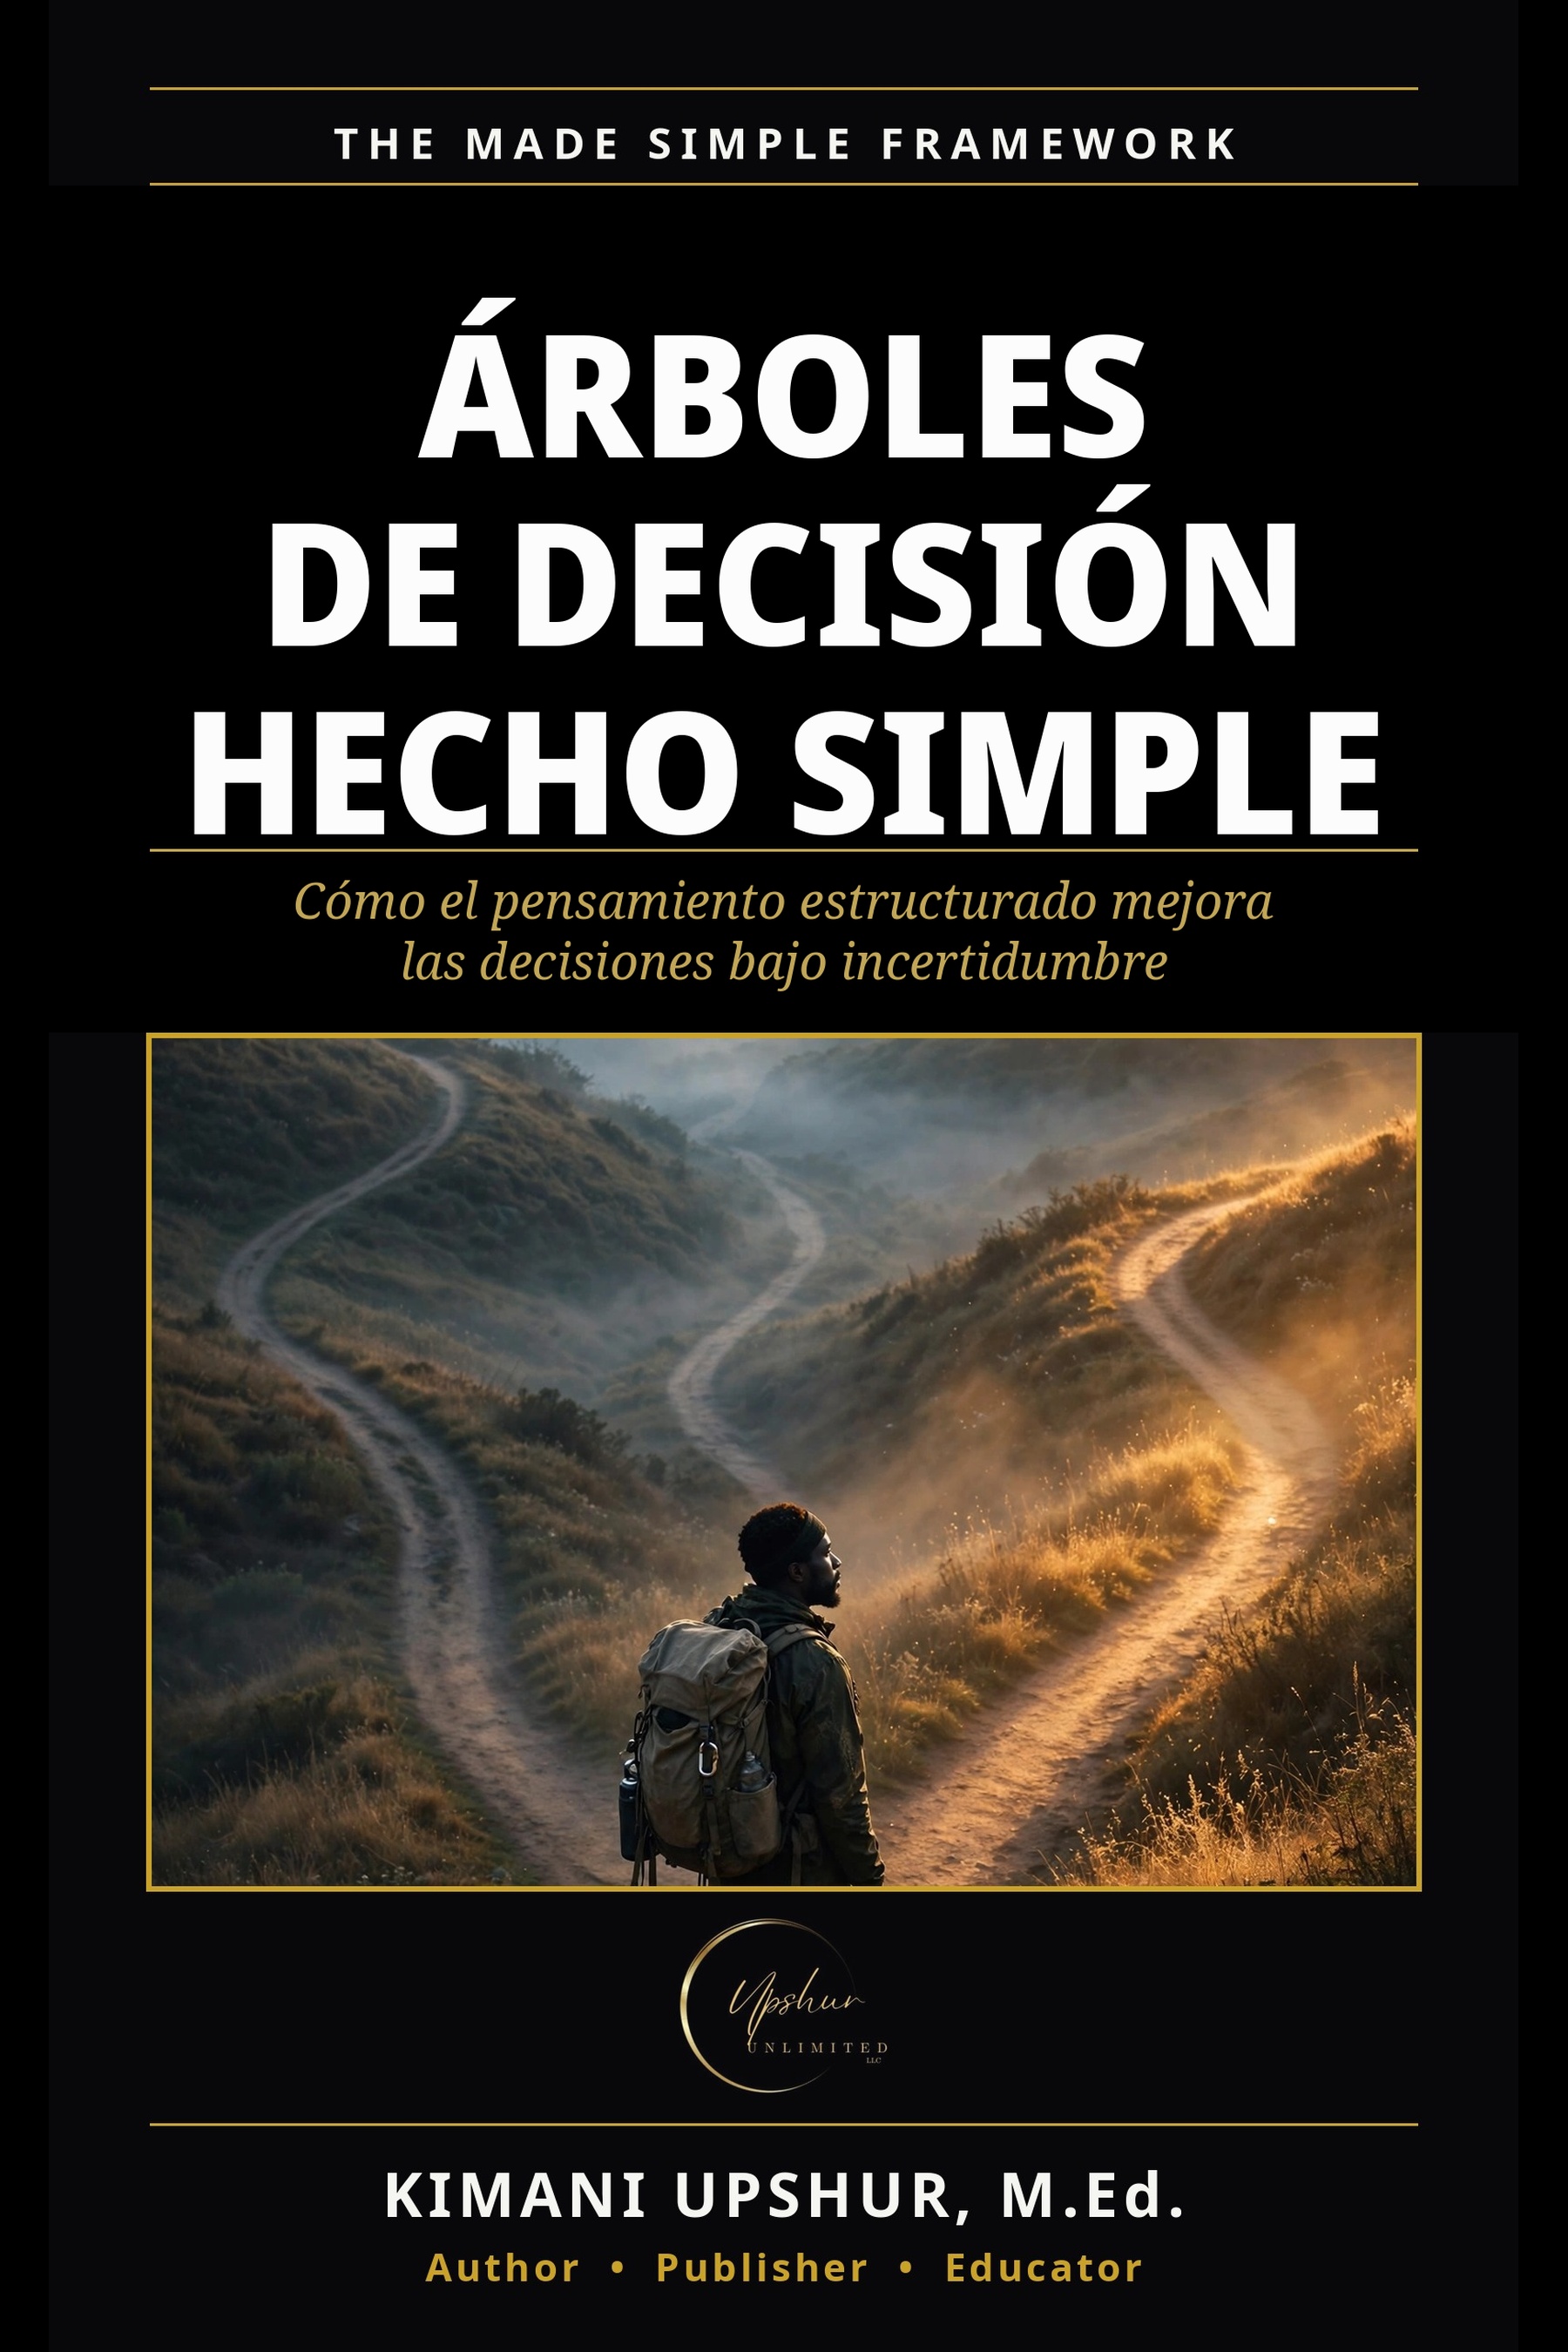 THE MADE SIMPLE FRAMEWORK
ÁRBOLES
DE DECISIÓN
HECHO SIMPLE
Cómo el pensamiento estructurado mejora
las decisiones bajo incertidumbre
Upshur
UNLIMITED
LLC
KIMANI UPSHUR, M.Ed.
Author • Publisher • Educator